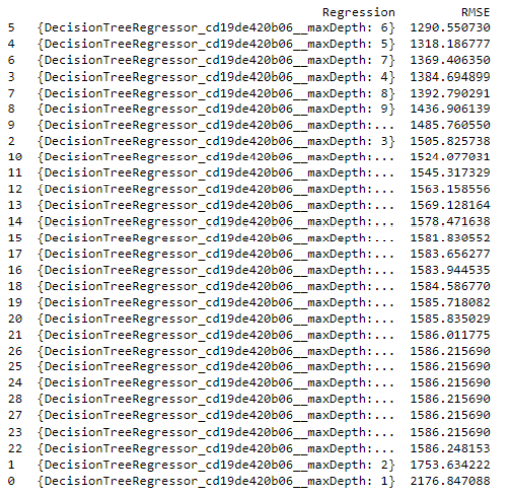 Regression RMSE
5 {DecisionTreeRegressor_cd19de420b06__maxDepth: 6} 1290.550730
4 {DecisionTreeRegressor_cd19de420b06__maxDepth: 5} 1318.186777
6 {DecisionTreeRegressor_cd19de420b06__maxDepth: 7} 1369.406350
3 {DecisionTreeRegressor_cd19de420b06__maxDepth: 4} 1384.694899
7 {DecisionTreeRegressor_cd19de420b06__maxDepth: 8} 1392.790291
8 {DecisionTreeRegressor_cd19de420b06__maxDepth: 9} 1436.906139
9 {DecisionTreeRegressor_cd19de420b06__maxDepth:... 1485.760550
2 {DecisionTreeRegressor_cd19de420b06__maxDepth: 3} 1505.825738
10 {DecisionTreeRegressor_cd19de420b06__maxDepth:... 1524.077031
11 {DecisionTreeRegressor_cd19de420b06__maxDepth:... 1545.317329
12 {DecisionTreeRegressor_cd19de420b06__maxDepth:... 1563.158556
13 {DecisionTreeRegressor_cd19de420b06__maxDepth:... 1569.128164
14 {DecisionTreeRegressor_cd19de420b06__maxDepth:... 1578.471638
15 {DecisionTreeRegressor_cd19de420b06__maxDepth:... 1581.830552
17 {DecisionTreeRegressor_cd19de420b06__maxDepth:... 1583.656277
16 {DecisionTreeRegressor_cd19de420b06__maxDepth:... 1583.944535
18 {DecisionTreeRegressor_cd19de420b06__maxDepth:... 1584.586770
19 {DecisionTreeRegressor_cd19de420b06__maxDepth:... 1585.718082
20 {DecisionTreeRegressor_cd19de420b06__maxDepth:... 1585.835029
21 {DecisionTreeRegressor_cd19de420b06__maxDepth:... 1586.011775
26 {DecisionTreeRegressor_cd19de420b06__maxDepth:... 1586.215690
25 {DecisionTreeRegressor_cd19de420b06__maxDepth:... 1586.215690
24 {DecisionTreeRegressor_cd19de420b06__maxDepth:... 1586.215690
28 {DecisionTreeRegressor_cd19de420b06__maxDepth:... 1586.215690
27 {DecisionTreeRegressor_cd19de420b06__maxDepth:... 1586.215690
23 {DecisionTreeRegressor_cd19de420b06__maxDepth:... 1586.215690
22 {DecisionTreeRegressor_cd19de420b06__maxDepth:... 1586.248153
1 {DecisionTreeRegressor_cd19de420b06__maxDepth: 2} 1753.634222
0 {DecisionTreeRegressor_cd19de420b06__maxDepth: 1} 2176.847088